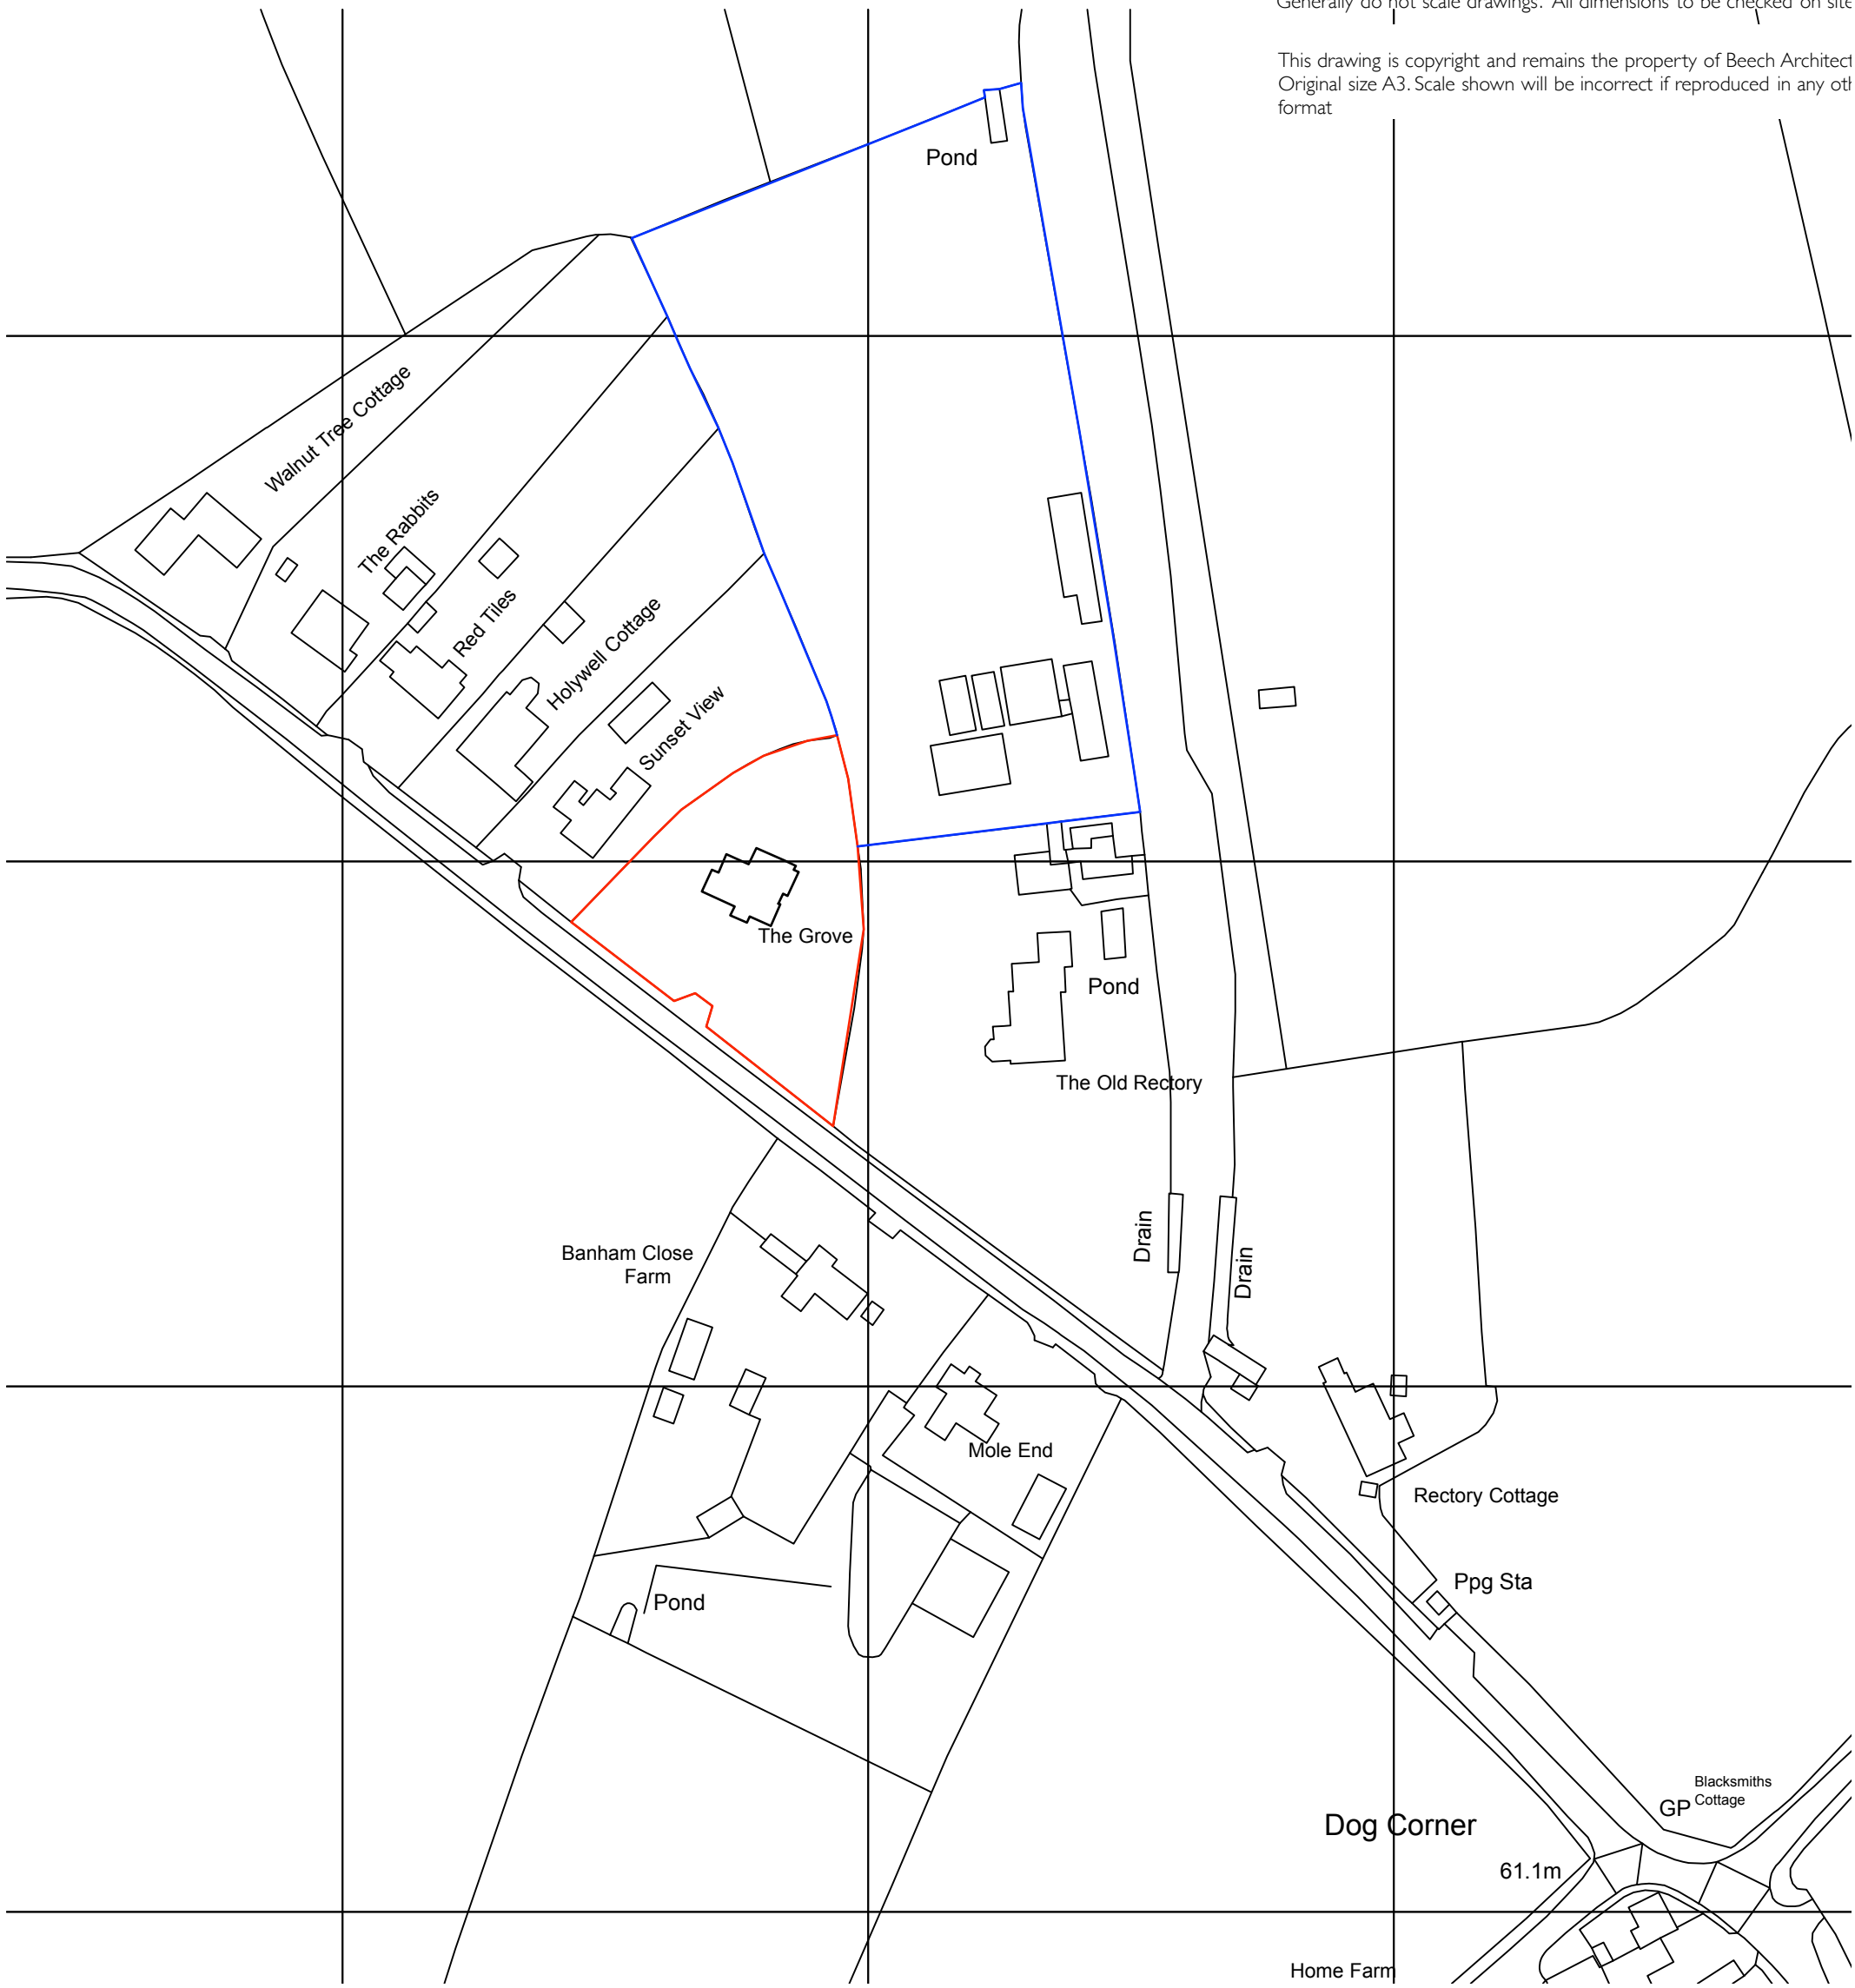 Generally do not scale drawings. All dimensions to be checked on site
This drawing is copyright and remains the property of Beech Architect
Original size A3. Scale shown will be incorrect if reproduced in any oth
format
Pond
Walnut Tree Cottage
The Rabbits
Red Tiles
Holywell Cottage
Sunset View
The Grove
Pond
The Old Rectory
Drain
Drain
Banham Close
Farm
Mole End
Rectory Cottage
Ppg Sta
Pond
Blacksmiths
Cottage
GP
Dog Corner
61.1m
Home Farm